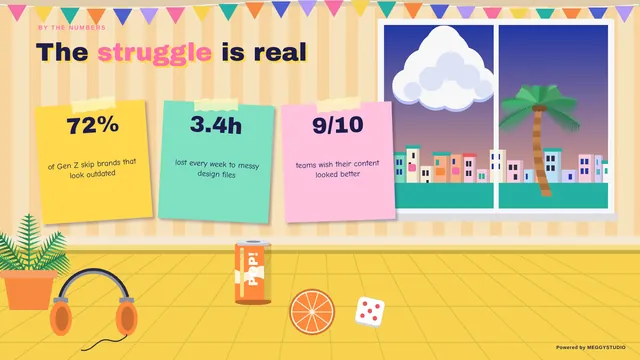 BY THE NUMBERS
The struggle is real
72%
of Gen Z skip brands that
look outdated
3.4h
lost every week to messy
design files
9/10
teams wish their content
looked better
POP!
Powered by MEGGYSTUDIO